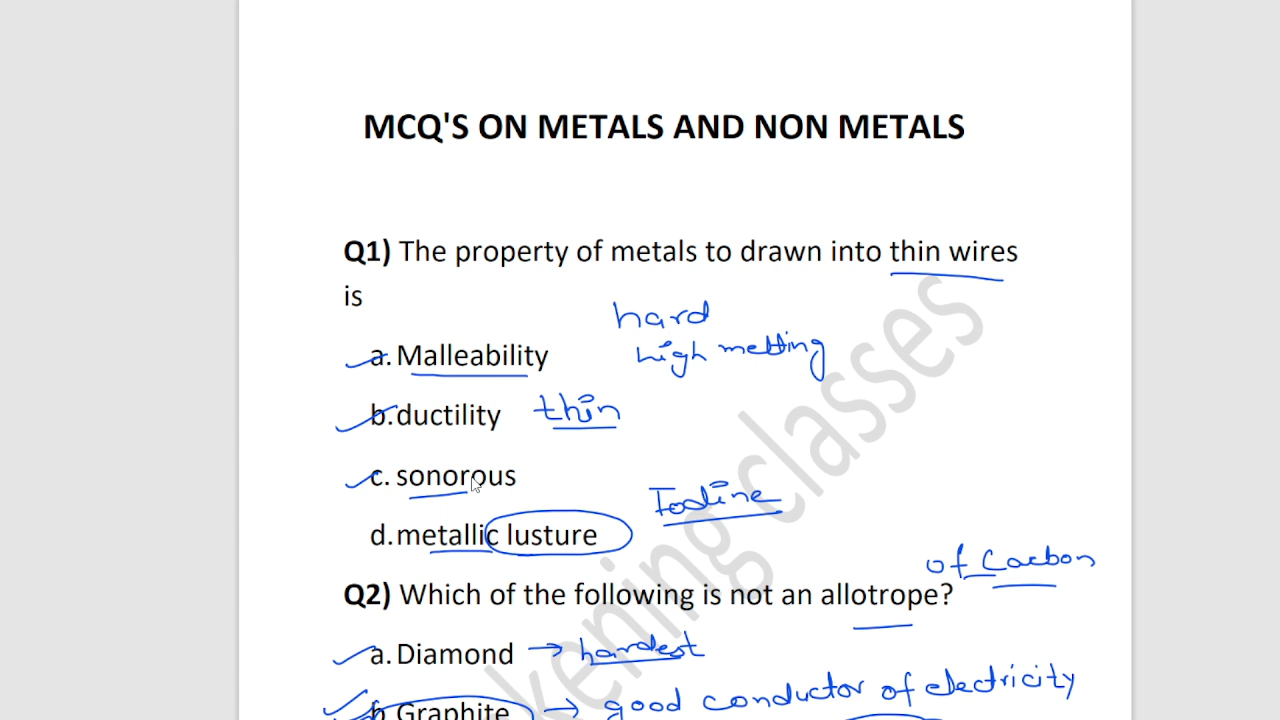 MCQ'S ON METALS AND NON METALS
Q1) The property of metals to drawn into thin wires
is
hard
a. Malleability high melting
b. ductility thin
c. sonorous
Iodine
d. metallic lusture
of Carbon
Q2) Which of the following is not an allotrope?
a. Diamond → hardest
b. Graphite → good conductor of electricity
kening classes